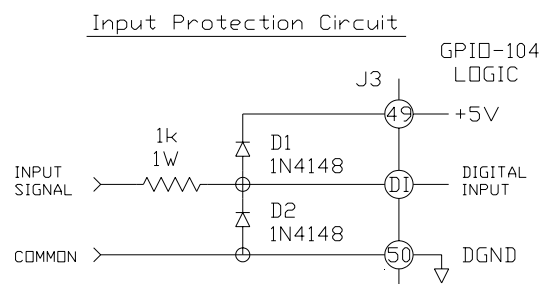 Input Protection Circuit
GPIO-104
LOGIC
J3
49
+5V
1k
1W
D1
1N4148
INPUT
SIGNAL
DI
DIGITAL
INPUT
D2
1N4148
COMMON
50
DGND